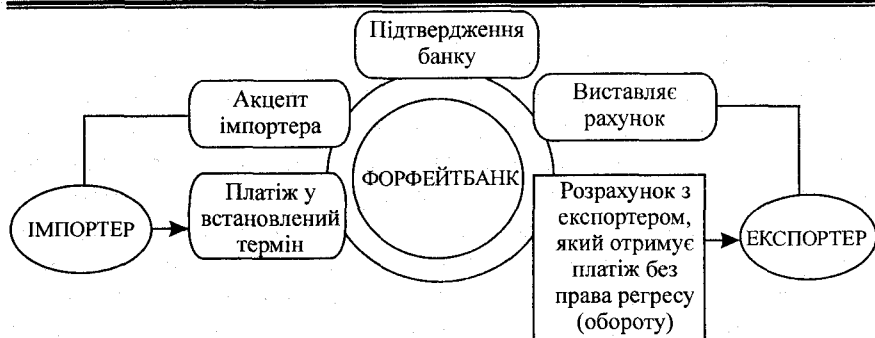 Підтвердження
банку
Акцепт
імпортера
Виставляє
рахунок
ФОРФЕЙТБАНК
ІМПОРТЕР
Платіж у
встановлений
термін
Розрахунок з
експортером,
який отримує
платіж без
права регресу
(обороту)
ЕКСПОРТЕР